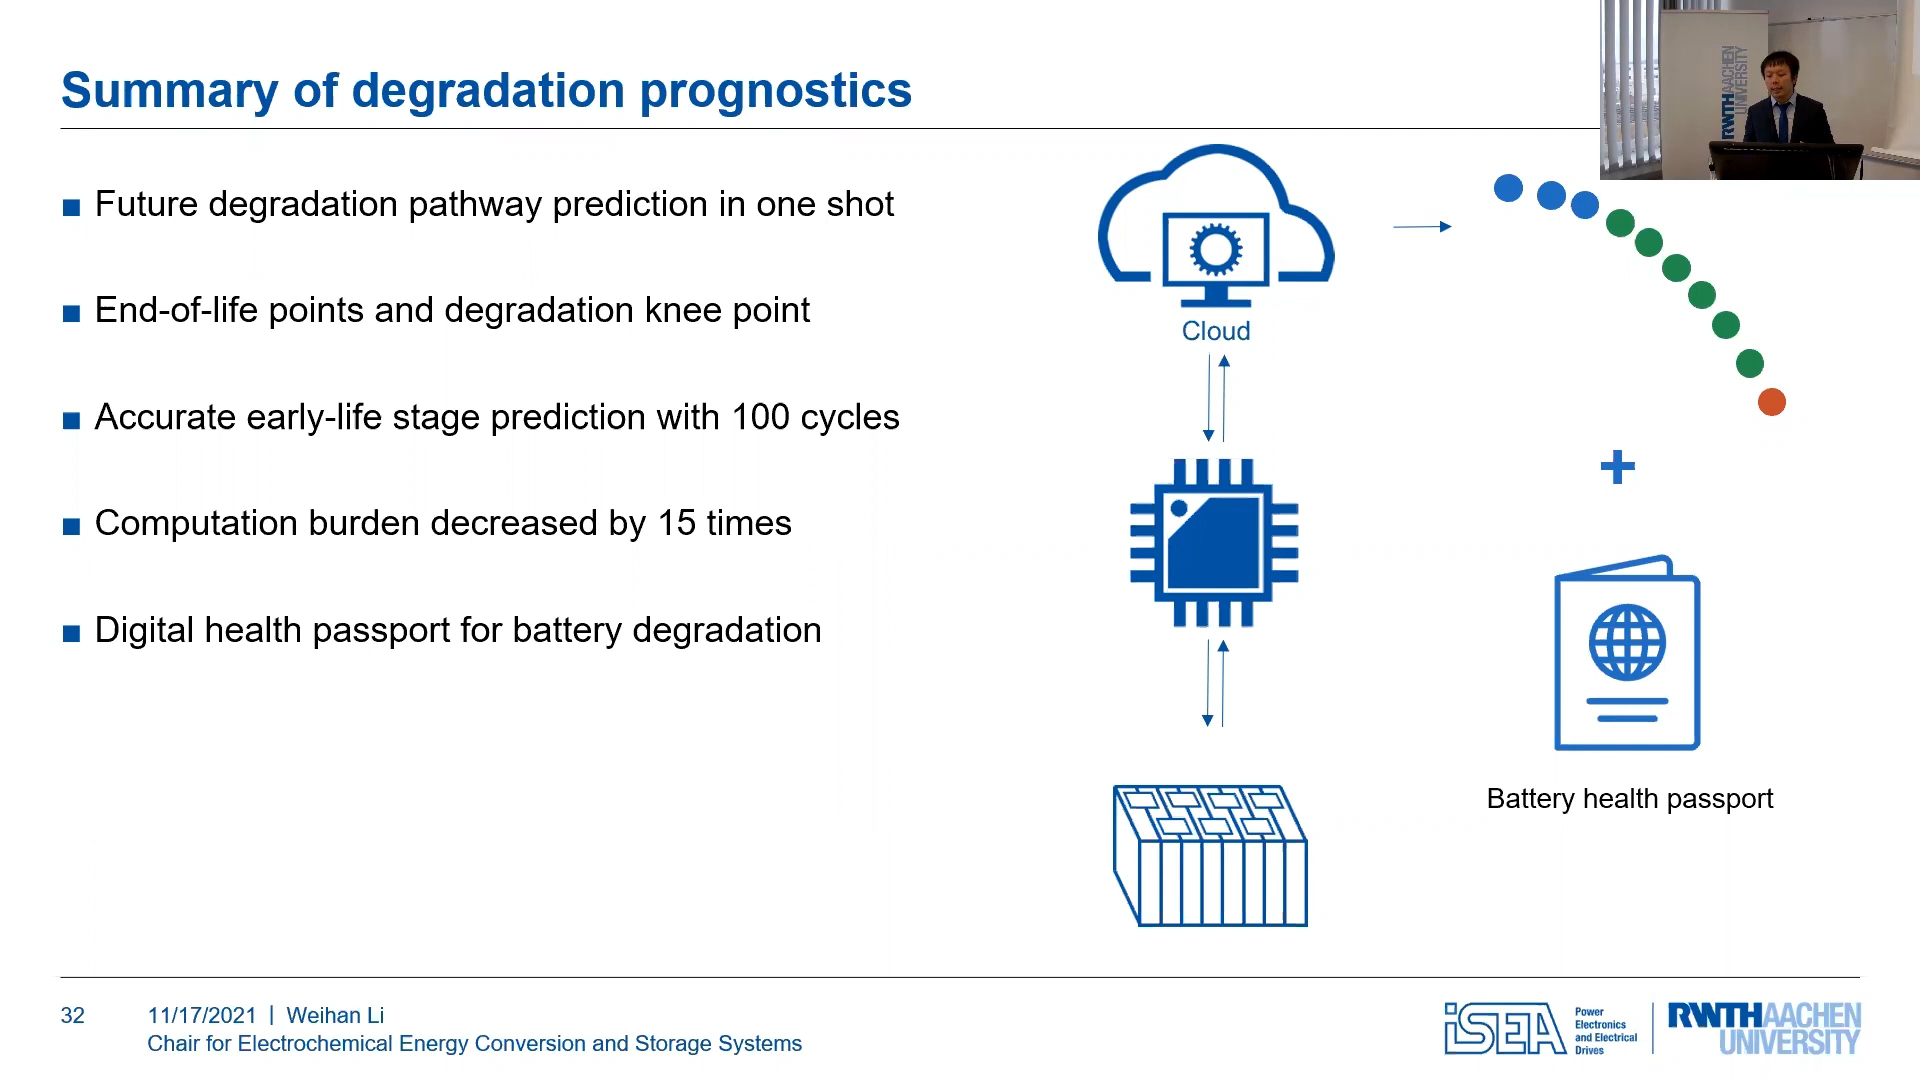 Summary of degradation prognostics
Future degradation pathway prediction in one shot
End-of-life points and degradation knee point
Accurate early-life stage prediction with 100 cycles
Computation burden decreased by 15 times
Digital health passport for battery degradation
Cloud
Battery health passport
RWTHAACHEN
UNIVERSITY
32
11/17/2021 | Weihan Li
Chair for Electrochemical Energy Conversion and Storage Systems
iSEA
Power
Electronics
and Electrical
Drives
RWTHAACHEN
UNIVERSITY